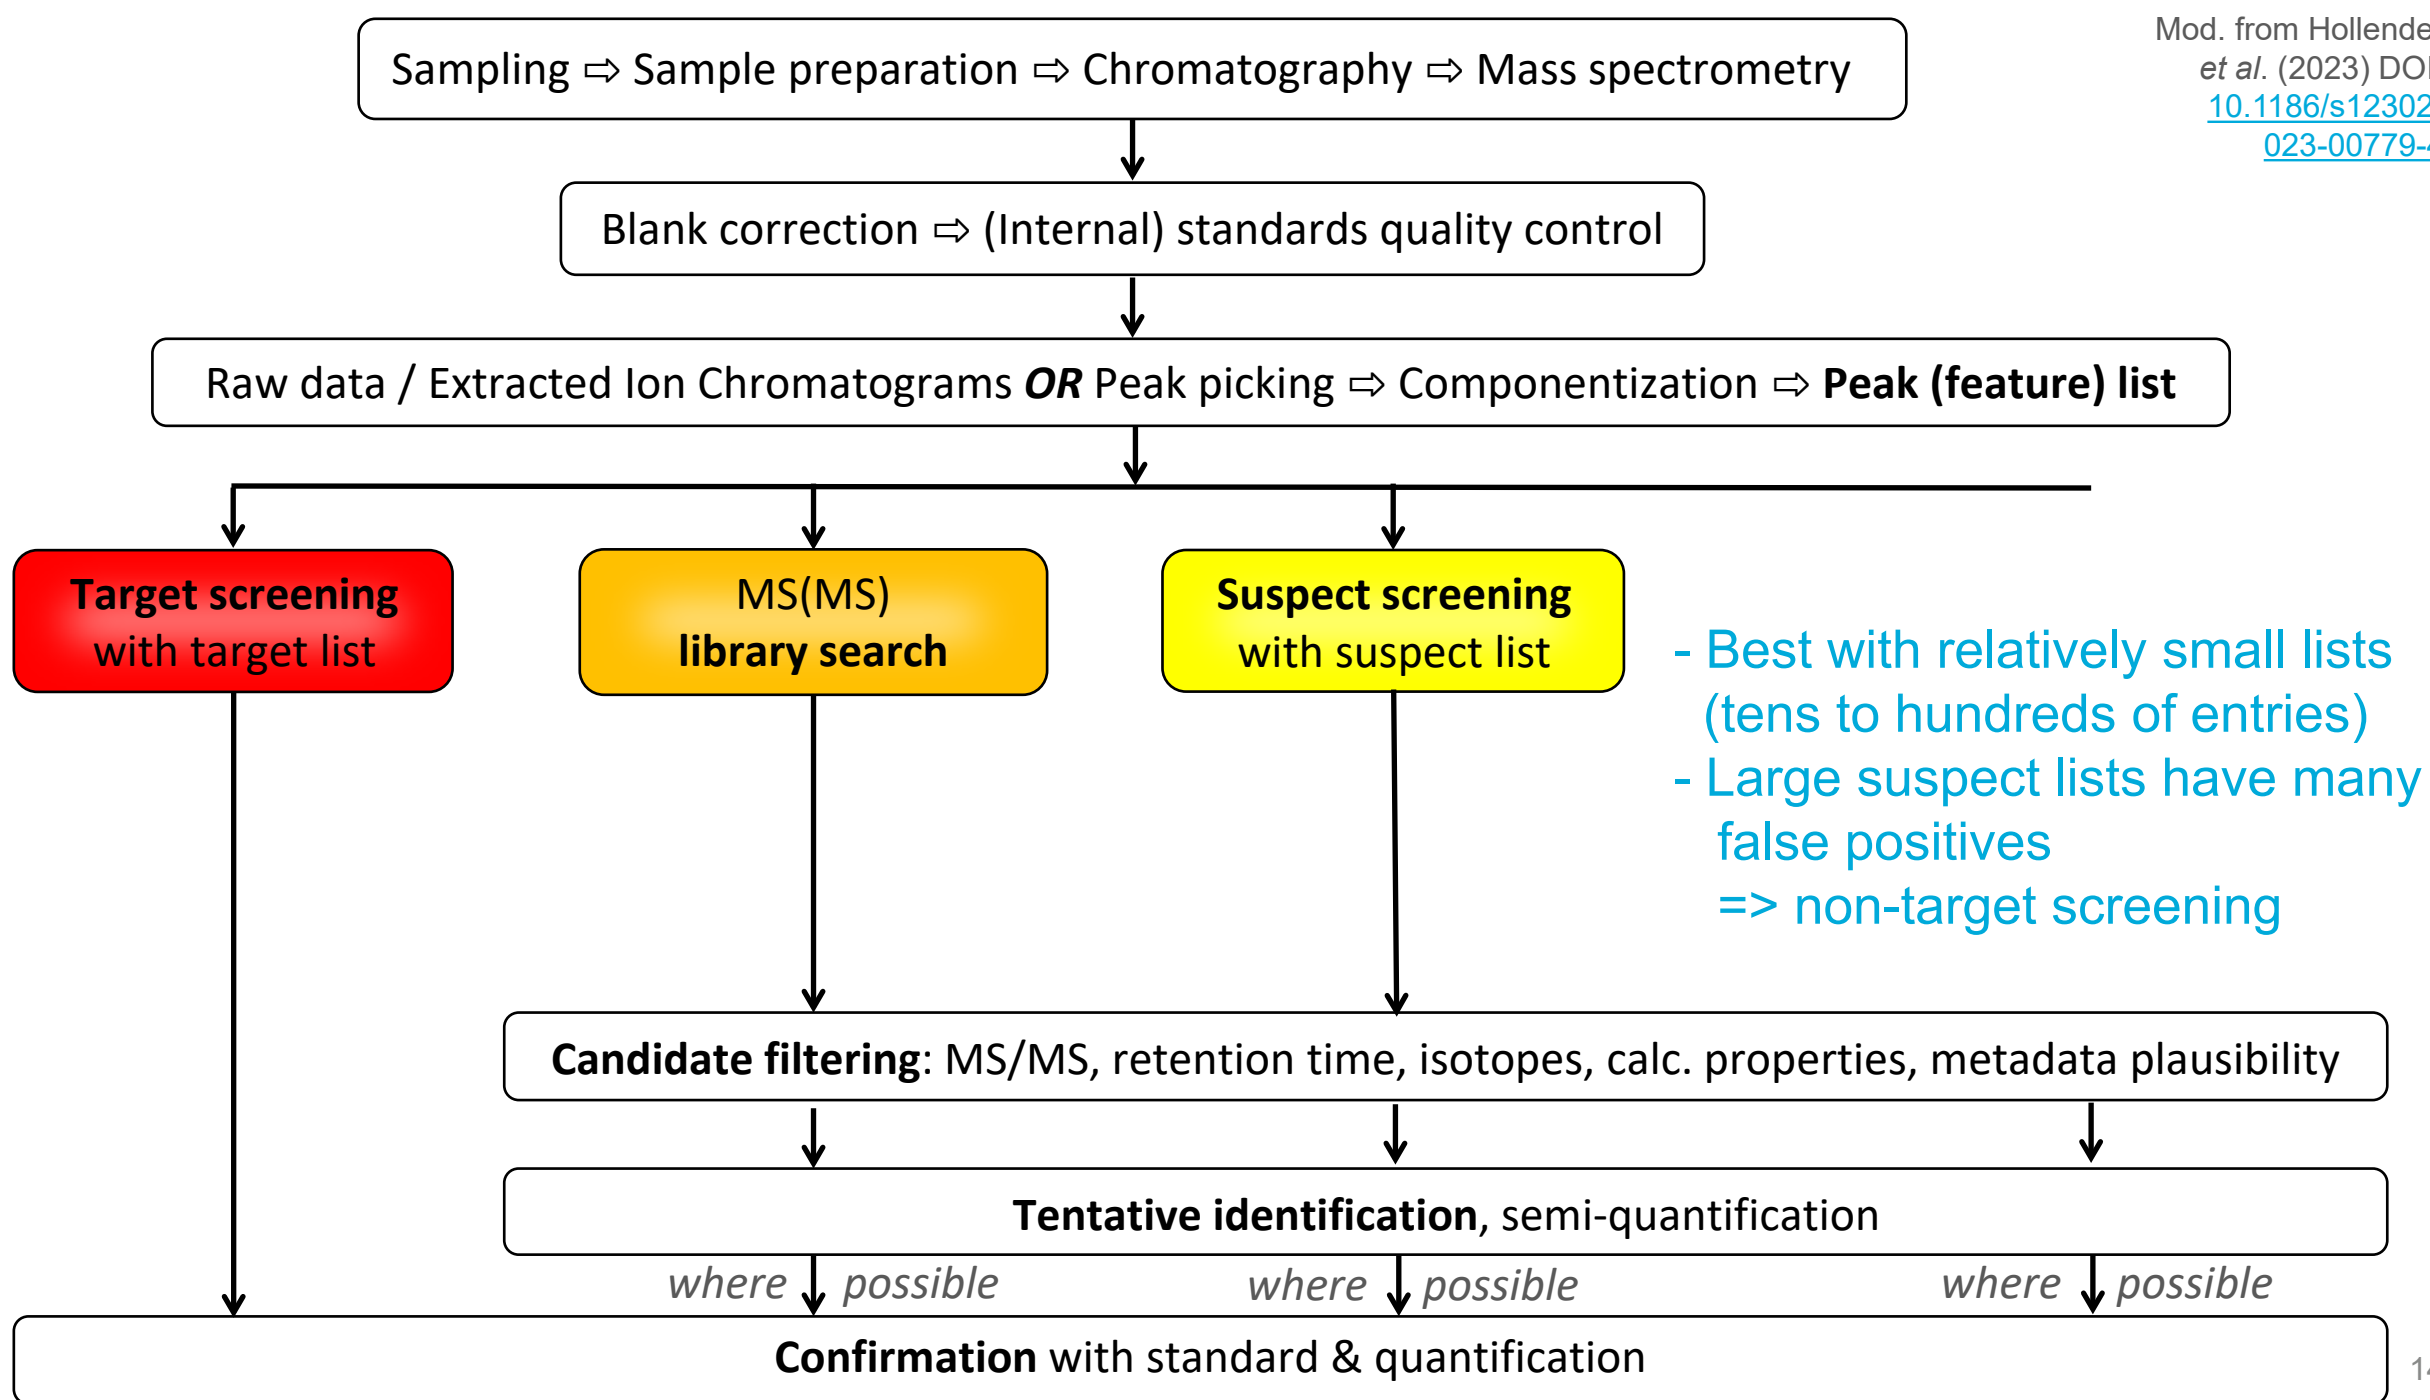 Mod. from Hollende
et al. (2023) DO
10.1186/s12302
023-00779-
Sampling ⇨ Sample preparation ⇨ Chromatography ⇨ Mass spectrometry
Blank correction ⇨ (Internal) standards quality control
Raw data / Extracted Ion Chromatograms OR Peak picking ⇨ Componentization ⇨ Peak (feature) list
Target screening
with target list
MS(MS)
library search
Suspect screening
with suspect list
- Best with relatively small lists
(tens to hundreds of entries)
- Large suspect lists have many
false positives
=> non-target screening
Candidate filtering: MS/MS, retention time, isotopes, calc. properties, metadata plausibility
Tentative identification, semi-quantification
where possible
where possible
where possible
Confirmation with standard & quantification